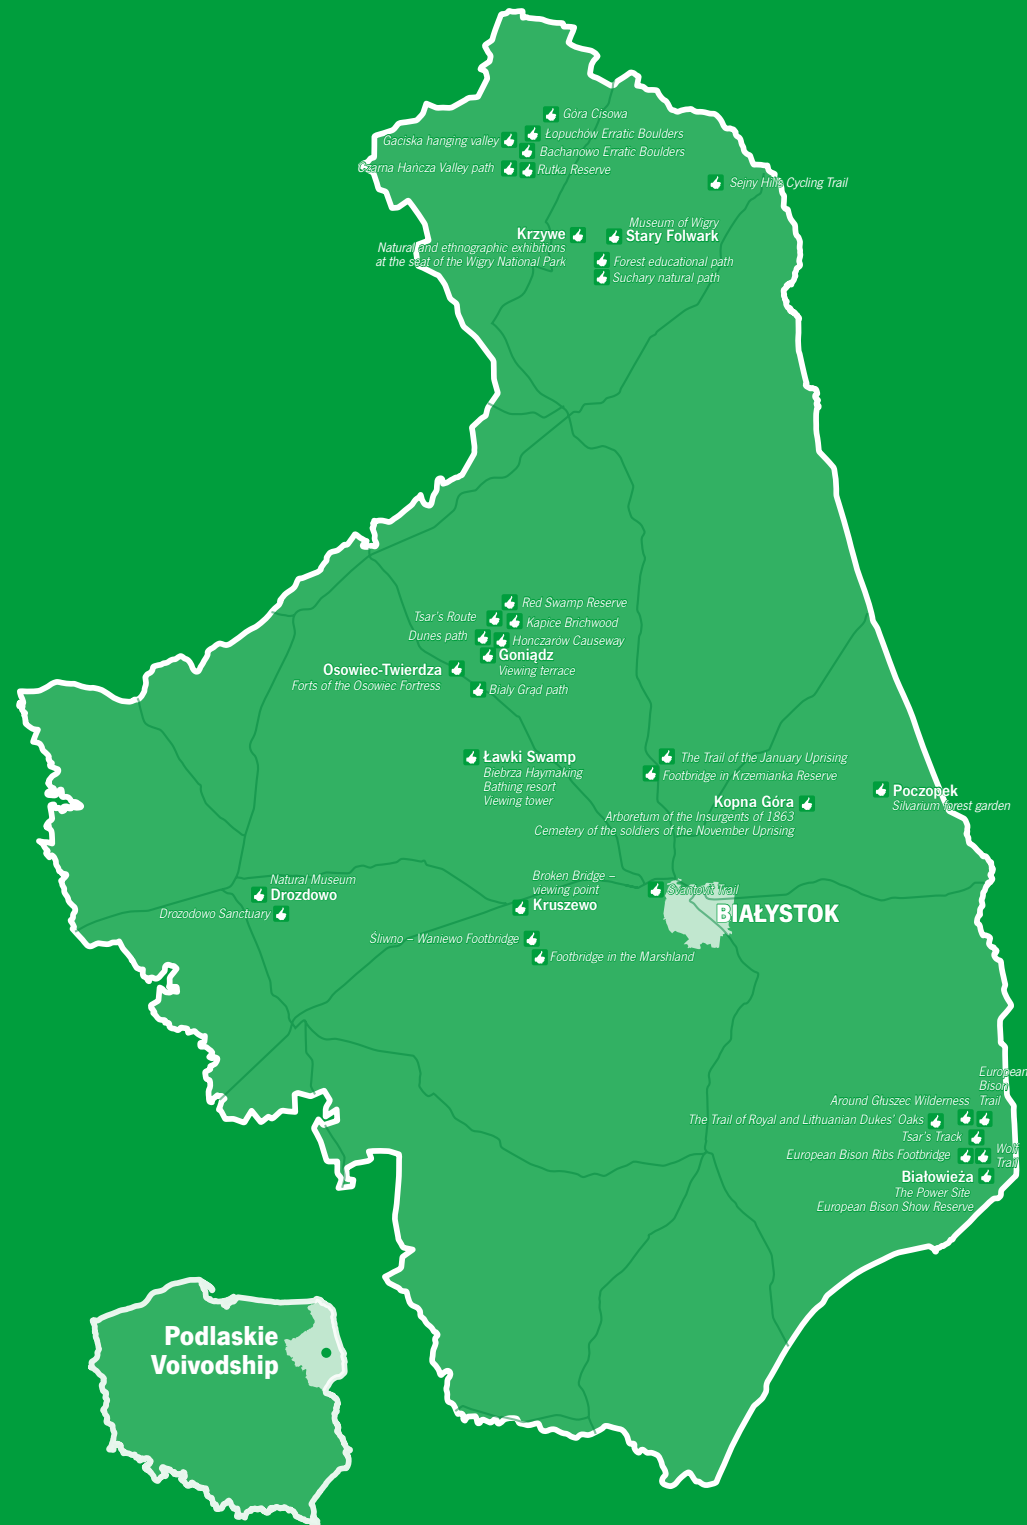 Góra Cisowa
Łopuchów Erratic Boulders
Gaciska hanging valley
Bachanowo Erratic Boulders
Czarna Hańcza Valley path
Rutka Reserve
Sejny Hills Cycling Trail
Museum of Wigry
Stary Folwark
Krzywe
Natural and ethnographic exhibitions
at the seat of the Wigry National Park
Forest educational path
Suchary natural path
Red Swamp Reserve
Tsar's Route
Kapice Brichwood
Dunes path
Honczarów Causeway
Goniądz
Viewing terrace
Osowiec-Twierdza
Forts of the Osowiec Fortress
Bialy Grąd path
Ławki Swamp
Biebrza Haymaking
Bathing resort
Viewing tower
The Trail of the January Uprising
Footbridge in Krzemianka Reserve
Poczopek
Silvarium forest garden
Kopna Góra
Arboretum of the Insurgents of 1863
Cemetery of the soldiers of the November Uprising
Natural Museum
Drozdowo
Drozodowo Sanctuary
Broken Bridge –
viewing point
Kruszewo
Svantovit Trail
BIAŁYSTOK
Śliwno – Waniewo Footbridge
Footbridge in the Marshland
European
Bison
Trail
Around Głuszec Wilderness
The Trail of Royal and Lithuanian Dukes' Oaks
Tsar's Track
European Bison Ribs Footbridge
Wolf
Trail
Białowieża
The Power Site
European Bison Show Reserve
Podlaskie
Voivodship